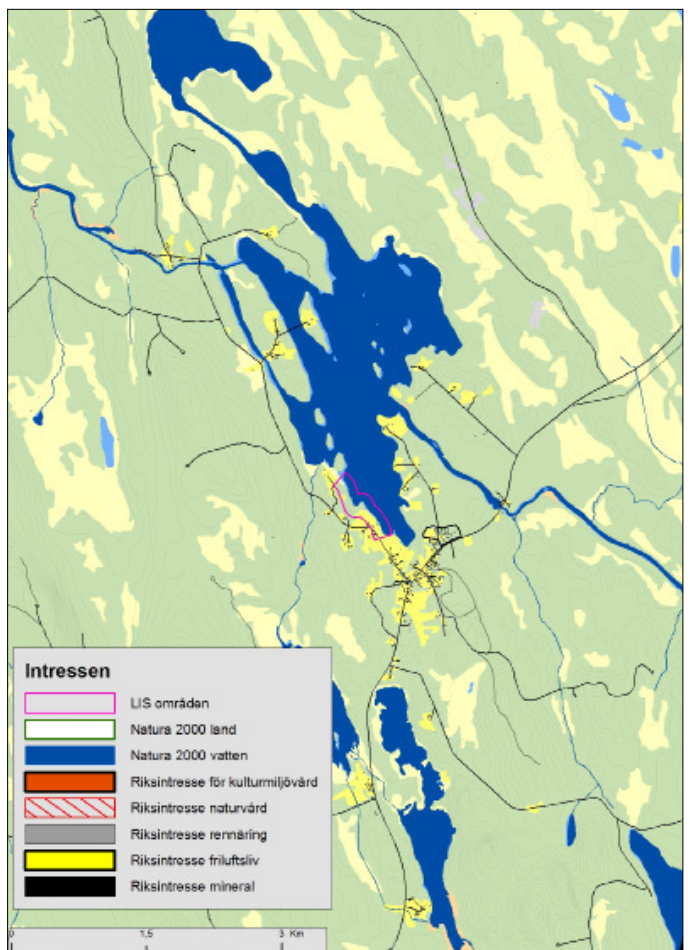 Intressen
LIS områden
Natura 2000 land
Natura 2000 vatten
Riksintresse för kulturmiljövård
Riksintresse naturvård
Riksintresse rennäring
Riksintresse friluftsliv
Riksintresse mineral
0 1,5 3 Km